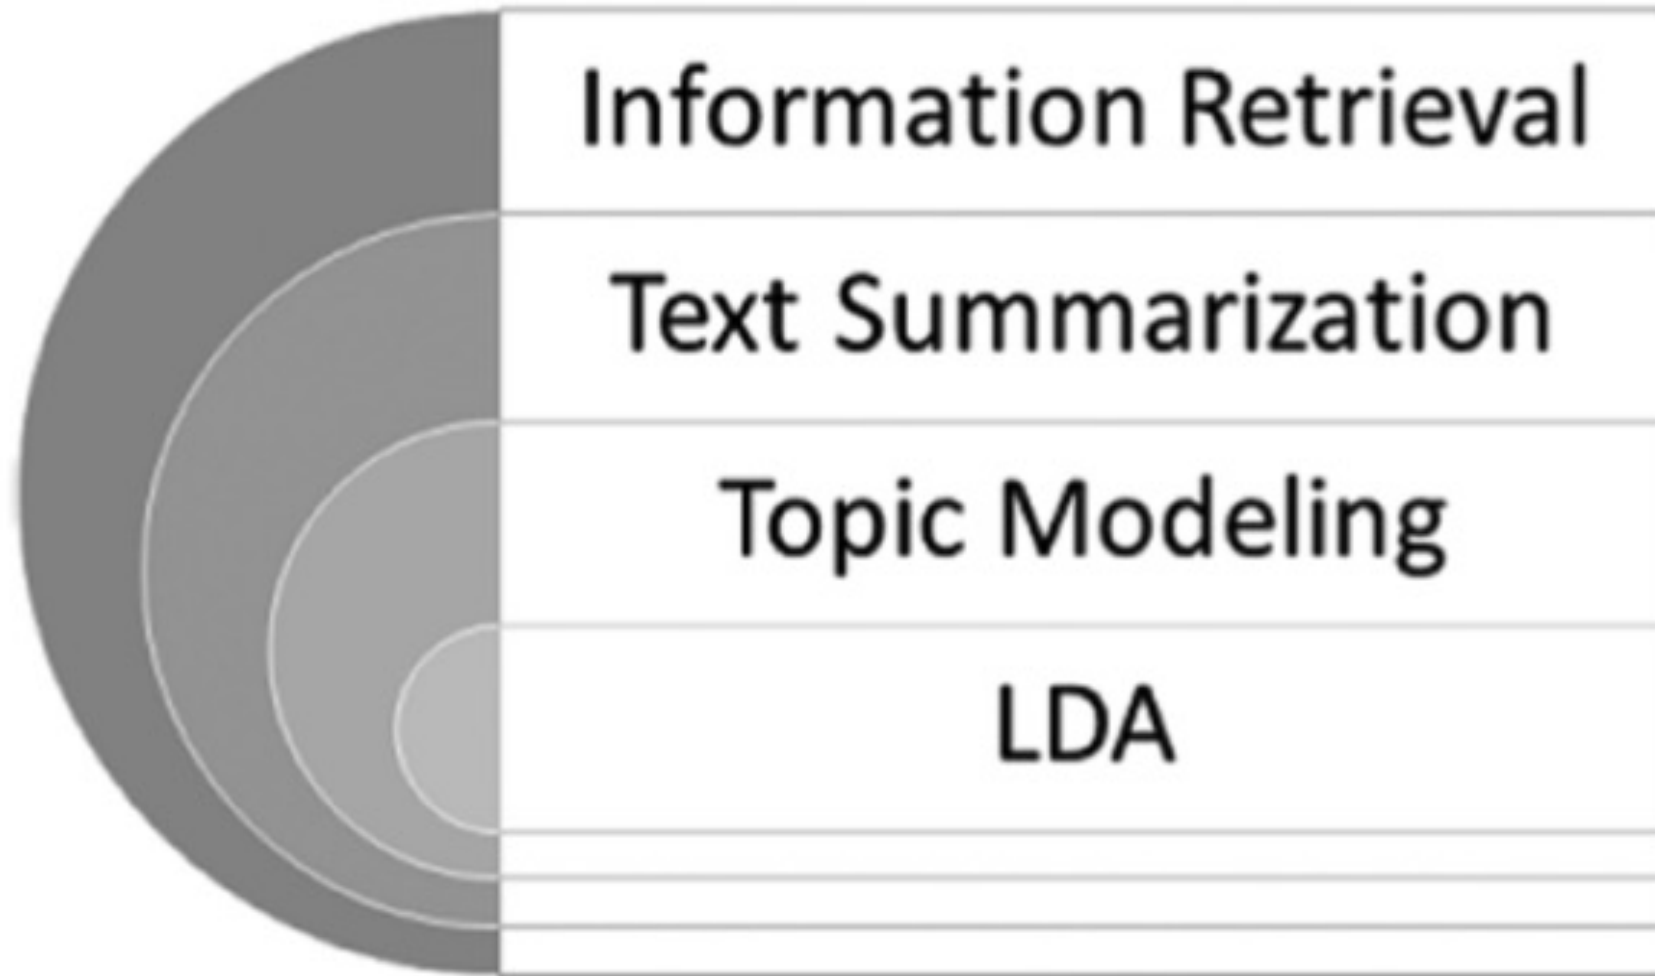 Information Retrieval
Text Summarization
Topic Modeling
LDA